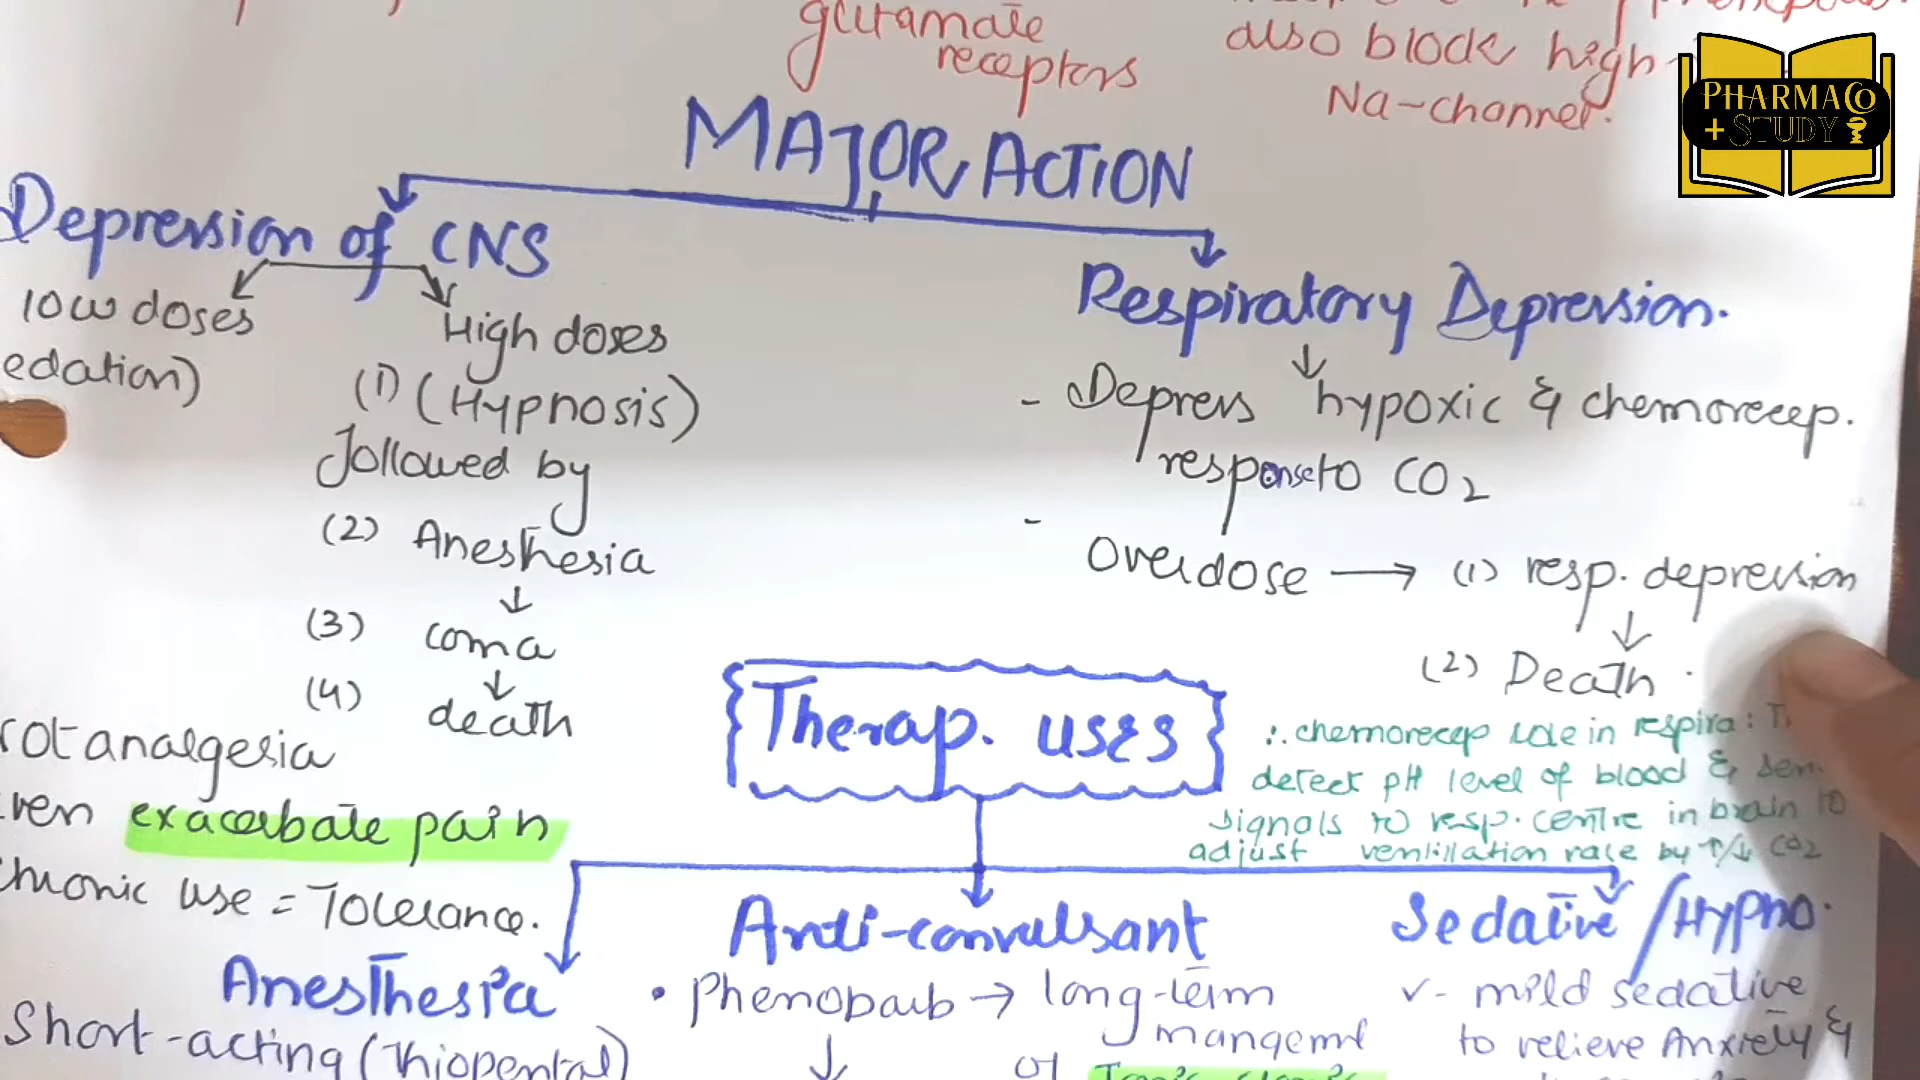 glutamate
receptors
also block high-
Na-channel.
PHARMACO
+STUDY
MAJOR ACTION
Depression of CNS
low doses
edation)
High doses
(1) (Hypnosis)
followed by
(2) Anesthesia
↓
(3) coma
↓
(4) death
Respiratory Depression.
↓
- Depress hypoxic & chemorecep.
response to CO2
-
Overdose → (1) resp. depression
↓
(2) Death
∴ chemorecep role in respira:
detect pH level of blood &
signals to resp. centre in brain to
adjust ventillation rate by ↑/↓ CO2
rot analgesia
ven exacerbate pain
chronic use = Tolerance.
Therap. uses
Anesthesia
Short-acting (Thiopental)
Anti-convulsant
• Phenobarb → long-term
mangemnt
↓ of
Sedative/Hypno.
✓- mild sedative
to relieve Anxiety &